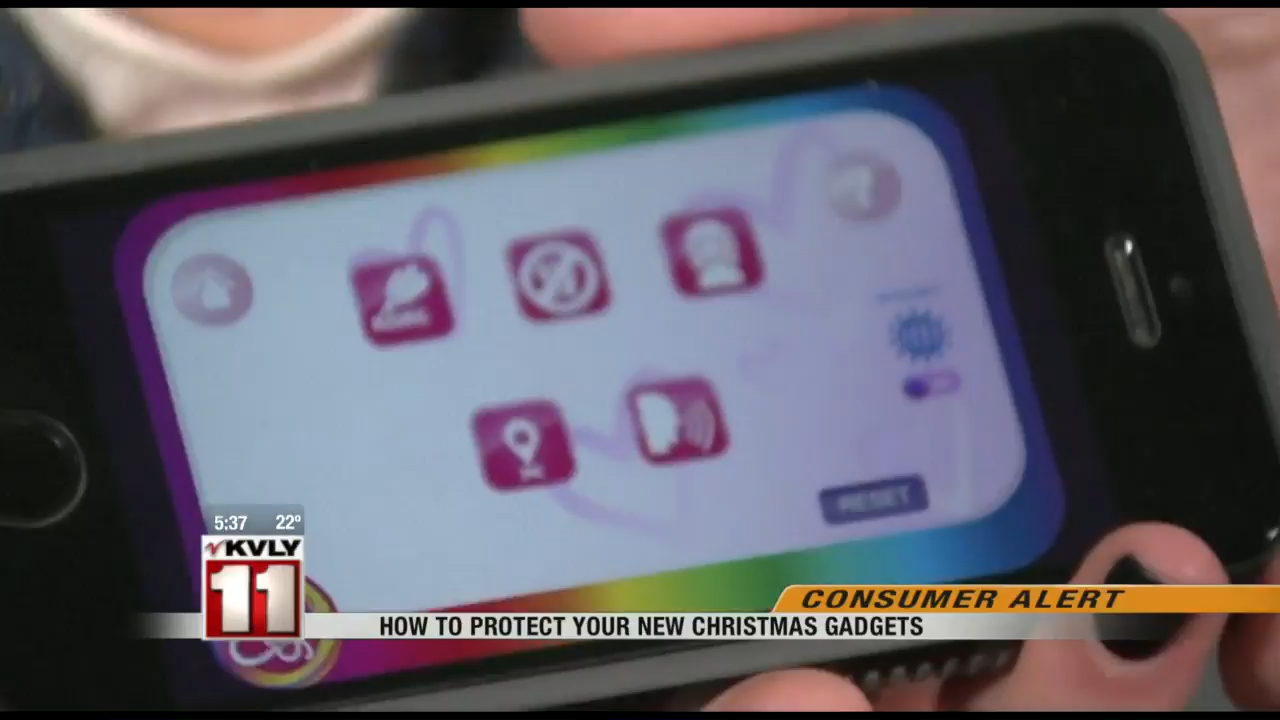 RESET
5:37 22°
KVLY
11
CONSUMER ALERT
HOW TO PROTECT YOUR NEW CHRISTMAS GADGETS